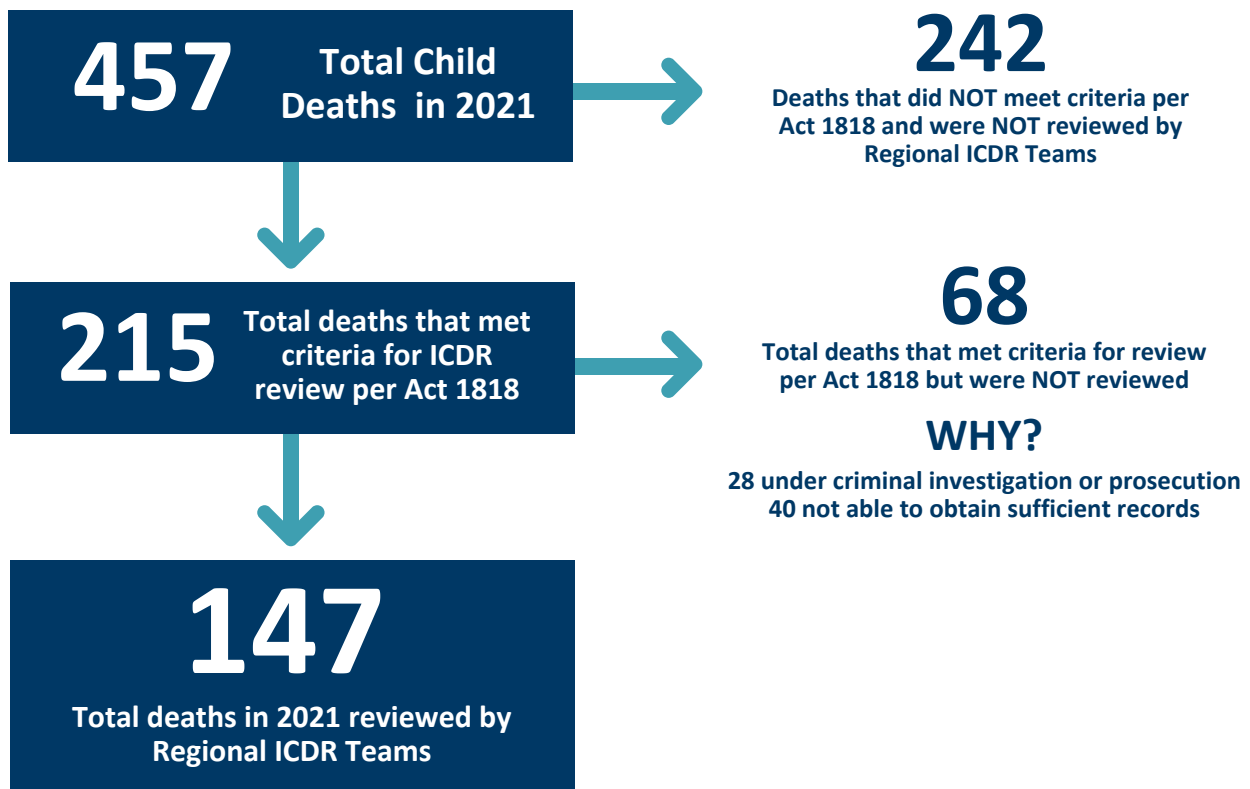 457
Total Child
Deaths in 2021
242
Deaths that did NOT meet criteria per
Act 1818 and were NOT reviewed by
Regional ICDR Teams
215
Total deaths that met
criteria for ICDR
review per Act 1818
68
Total deaths that met criteria for review
per Act 1818 but were NOT reviewed
WHY?
28 under criminal investigation or prosecution
40 not able to obtain sufficient records
147
Total deaths in 2021 reviewed by
Regional ICDR Teams